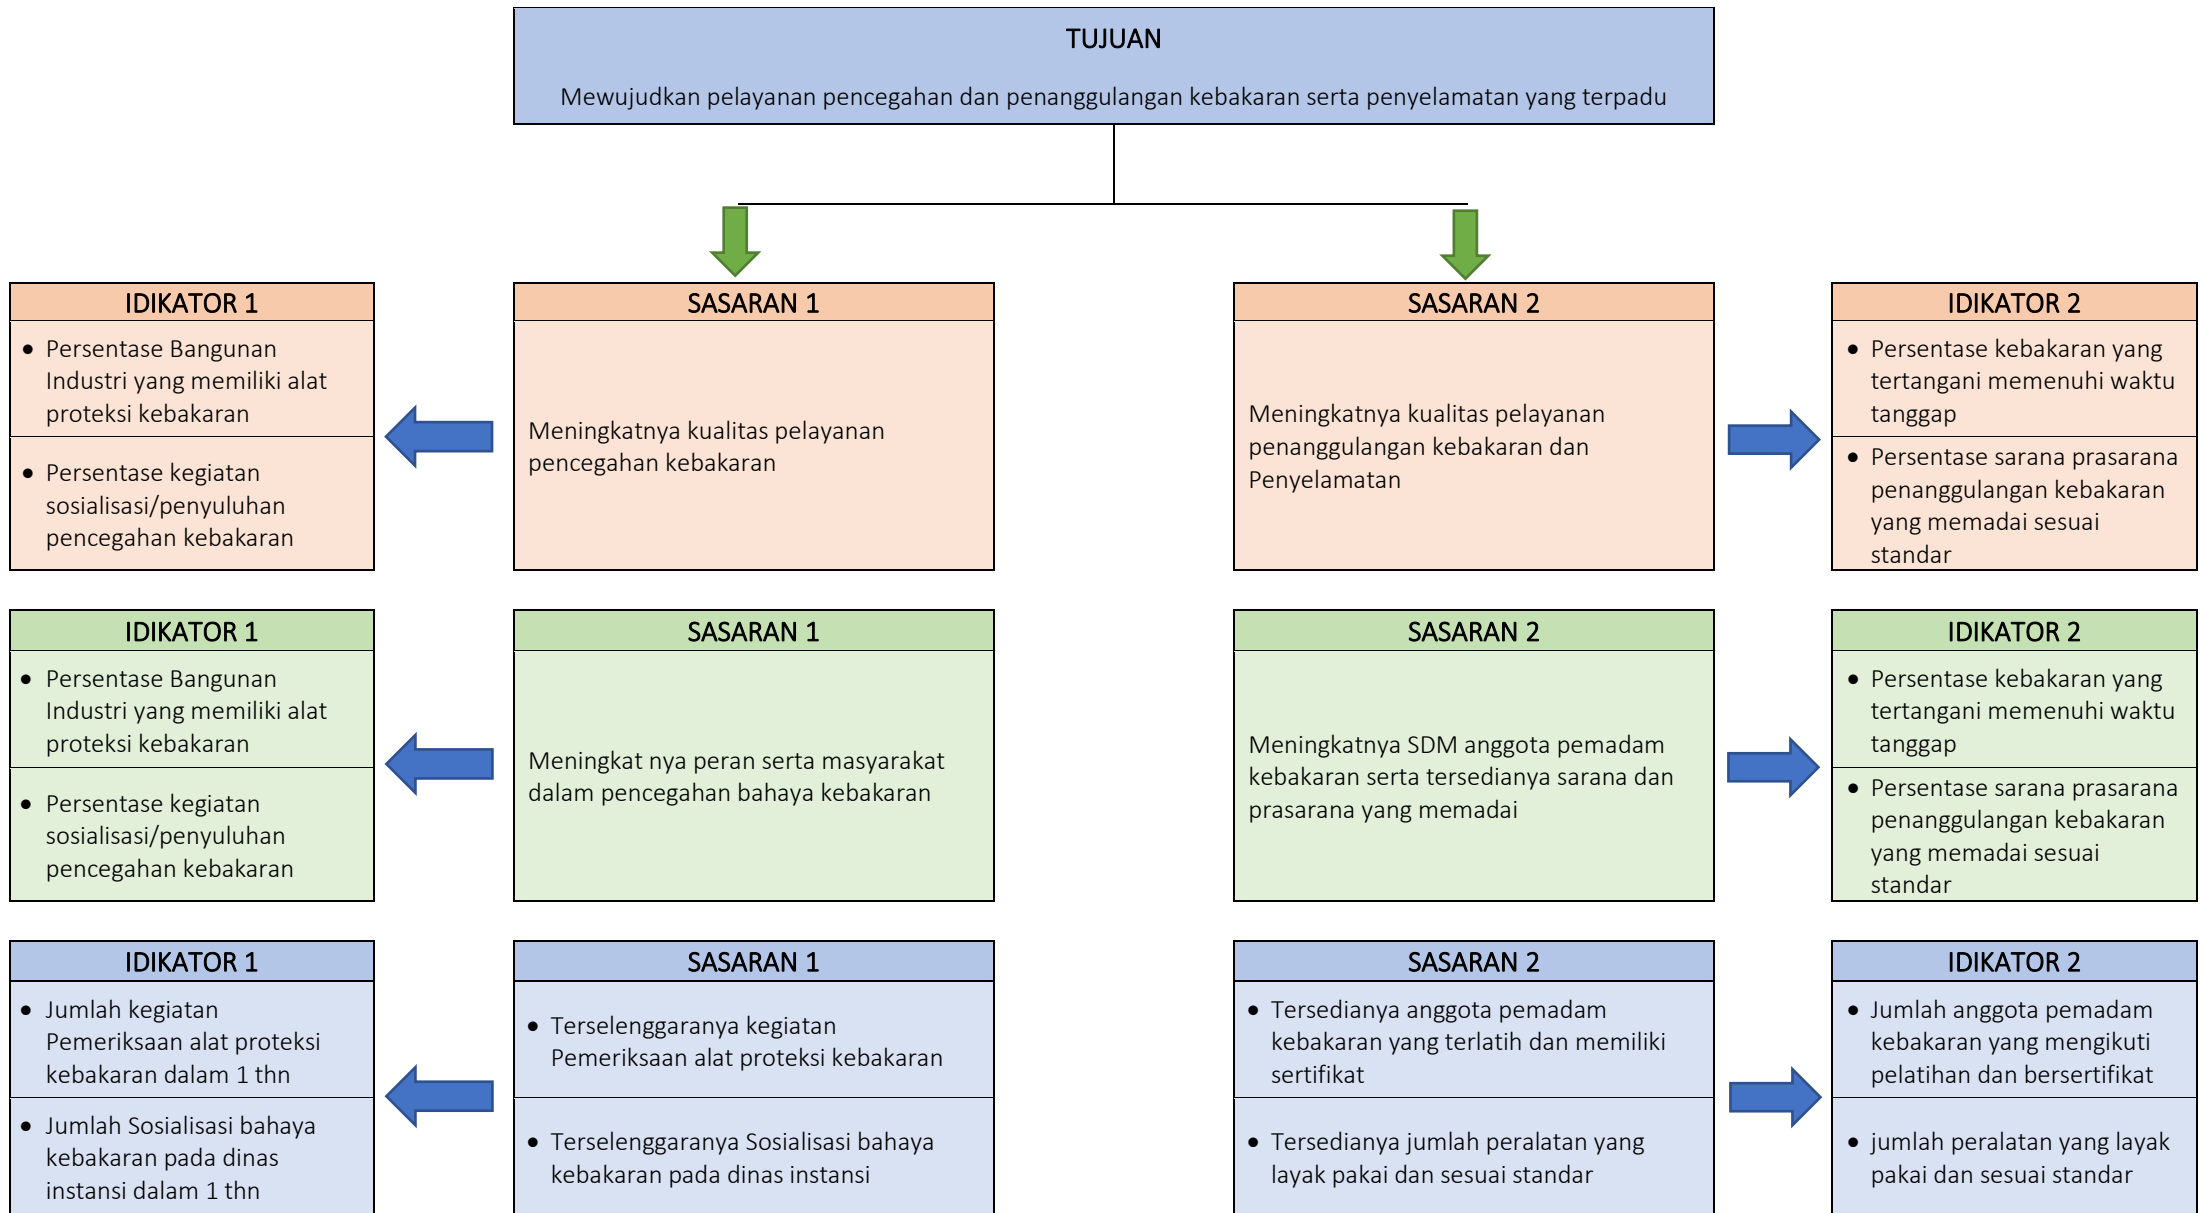 TUJUAN
Mewujudkan pelayanan pencegahan dan penanggulangan kebakaran serta penyelamatan yang terpadu
IDIKATOR 1
• Persentase Bangunan
Industri yang memiliki alat
proteksi kebakaran
• Persentase kegiatan
sosialisasi/penyuluhan
pencegahan kebakaran
SASARAN 1
Meningkatnya kualitas pelayanan
pencegahan kebakaran
SASARAN 2
Meningkatnya kualitas pelayanan
penanggulangan kebakaran dan
Penyelamatan
IDIKATOR 2
• Persentase kebakaran yang
tertangani memenuhi waktu
tanggap
• Persentase sarana prasarana
penanggulangan kebakaran
yang memadai sesuai
standar
IDIKATOR 1
• Persentase Bangunan
Industri yang memiliki alat
proteksi kebakaran
• Persentase kegiatan
sosialisasi/penyuluhan
pencegahan kebakaran
SASARAN 1
Meningkat nya peran serta masyarakat
dalam pencegahan bahaya kebakaran
SASARAN 2
Meningkatnya SDM anggota pemadam
kebakaran serta tersedianya sarana dan
prasarana yang memadai
IDIKATOR 2
• Persentase kebakaran yang
tertangani memenuhi waktu
tanggap
• Persentase sarana prasarana
penanggulangan kebakaran
yang memadai sesuai
standar
IDIKATOR 1
• Jumlah kegiatan
Pemeriksaan alat proteksi
kebakaran dalam 1 thn
• Jumlah Sosialisasi bahaya
kebakaran pada dinas
instansi dalam 1 thn
SASARAN 1
• Terselenggaranya kegiatan
Pemeriksaan alat proteksi kebakaran
• Terselenggaranya Sosialisasi bahaya
kebakaran pada dinas instansi
SASARAN 2
• Tersedianya anggota pemadam
kebakaran yang terlatih dan memiliki
sertifikat
• Tersedianya jumlah peralatan yang
layak pakai dan sesuai standar
IDIKATOR 2
• Jumlah anggota pemadam
kebakaran yang mengikuti
pelatihan dan bersertifikat
• jumlah peralatan yang layak
pakai dan sesuai standar